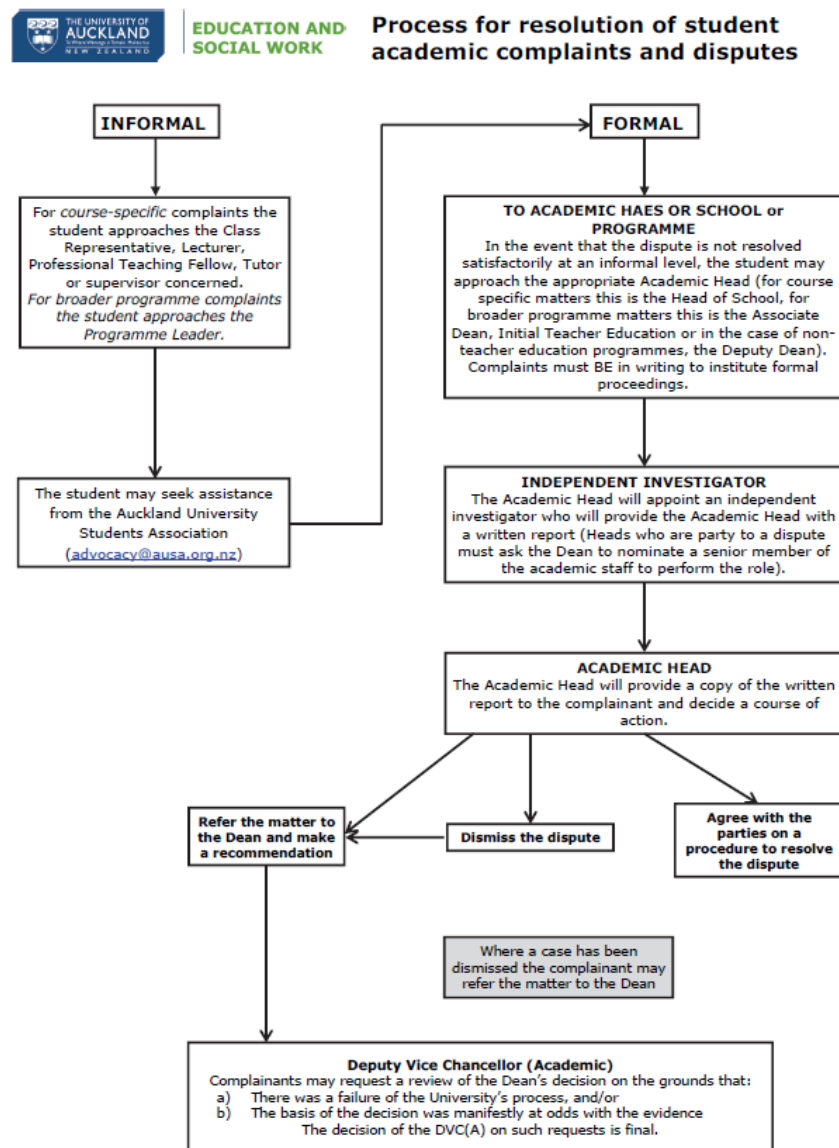 THE UNIVERSITY OF
AUCKLAND
Te Whare Wānanga o Tāmaki Makaurau
NEW ZEALAND
EDUCATION AND
SOCIAL WORK
Process for resolution of student
academic complaints and disputes
INFORMAL
For course-specific complaints the
student approaches the Class
Representative, Lecturer,
Professional Teaching Fellow, Tutor
or supervisor concerned.
For broader programme complaints
the student approaches the
Programme Leader.
The student may seek assistance
from the Auckland University
Students Association
(advocacy@ausa.org.nz)
FORMAL
TO ACADEMIC HAES OR SCHOOL or
PROGRAMME
In the event that the dispute is not resolved
satisfactorily at an informal level, the student may
approach the appropriate Academic Head (for course
specific matters this is the Head of School, for
broader programme matters this is the Associate
Dean, Initial Teacher Education or in the case of non-
teacher education programmes, the Deputy Dean).
Complaints must BE in writing to institute formal
proceedings.
INDEPENDENT INVESTIGATOR
The Academic Head will appoint an independent
investigator who will provide the Academic Head with
a written report (Heads who are party to a dispute
must ask the Dean to nominate a senior member of
the academic staff to perform the role).
ACADEMIC HEAD
The Academic Head will provide a copy of the written
report to the complainant and decide a course of
action.
Refer the matter to
the Dean and make
a recommendation
Dismiss the dispute
Agree with the
parties on a
procedure to resolve
the dispute
Where a case has been
dismissed the complainant may
refer the matter to the Dean
Deputy Vice Chancellor (Academic)
Complainants may request a review of the Dean's decision on the grounds that:
a) There was a failure of the University's process, and/or
b) The basis of the decision was manifestly at odds with the evidence
The decision of the DVC(A) on such requests is final.